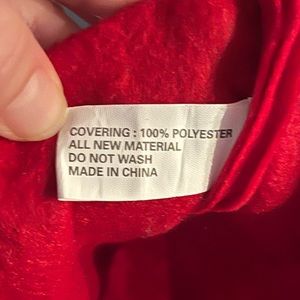 COVERING : 100% POLYESTER
ALL NEW MATERIAL
DO NOT WASH
MADE IN CHINA